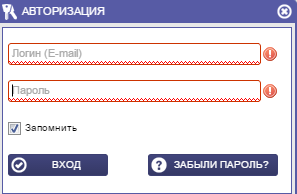 АВТОРИЗАЦИЯ
Логин (E-mail)
Пароль
Запомнить
ВХОД
ЗАБЫЛИ ПАРОЛЬ?